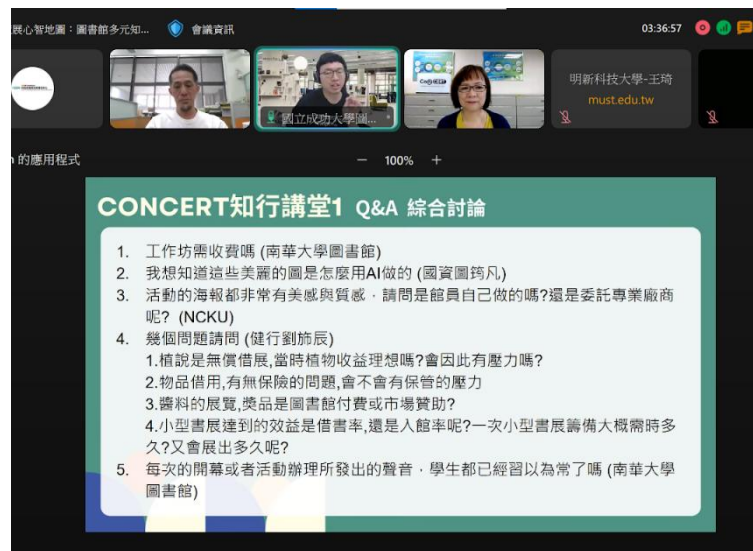 展心智地圖：圖書館多元知...
會議資訊
03:36:57
國立成功大學圖...
明新科技大學-王琦
must.edu.tw
的應用程式
− 100% +
CONCERT知行講堂1 Q&A 綜合討論
1. 工作坊需收費嗎 (南華大學圖書館)
2. 我想知道這些美麗的圖是怎麼用AI做的 (國資圖筠凡)
3. 活動的海報都非常有美感與質感，請問是館員自己做的嗎?還是委託專業廠商
呢? (NCKU)
4. 幾個問題請問 (健行劉斾辰)
1.植說是無償借展,當時植物收益理想嗎?會因此有壓力嗎?
2.物品借用,有無保險的問題,會不會有保管的壓力
3.醬料的展覽,獎品是圖書館付費或市場贊助?
4.小型書展達到的效益是借書率,還是入館率呢?一次小型書展籌備大概需時多
久?又會展出多久呢?
5. 每次的開幕或者活動辦理所發出的聲音，學生都已經習以為常了嗎 (南華大學
圖書館)